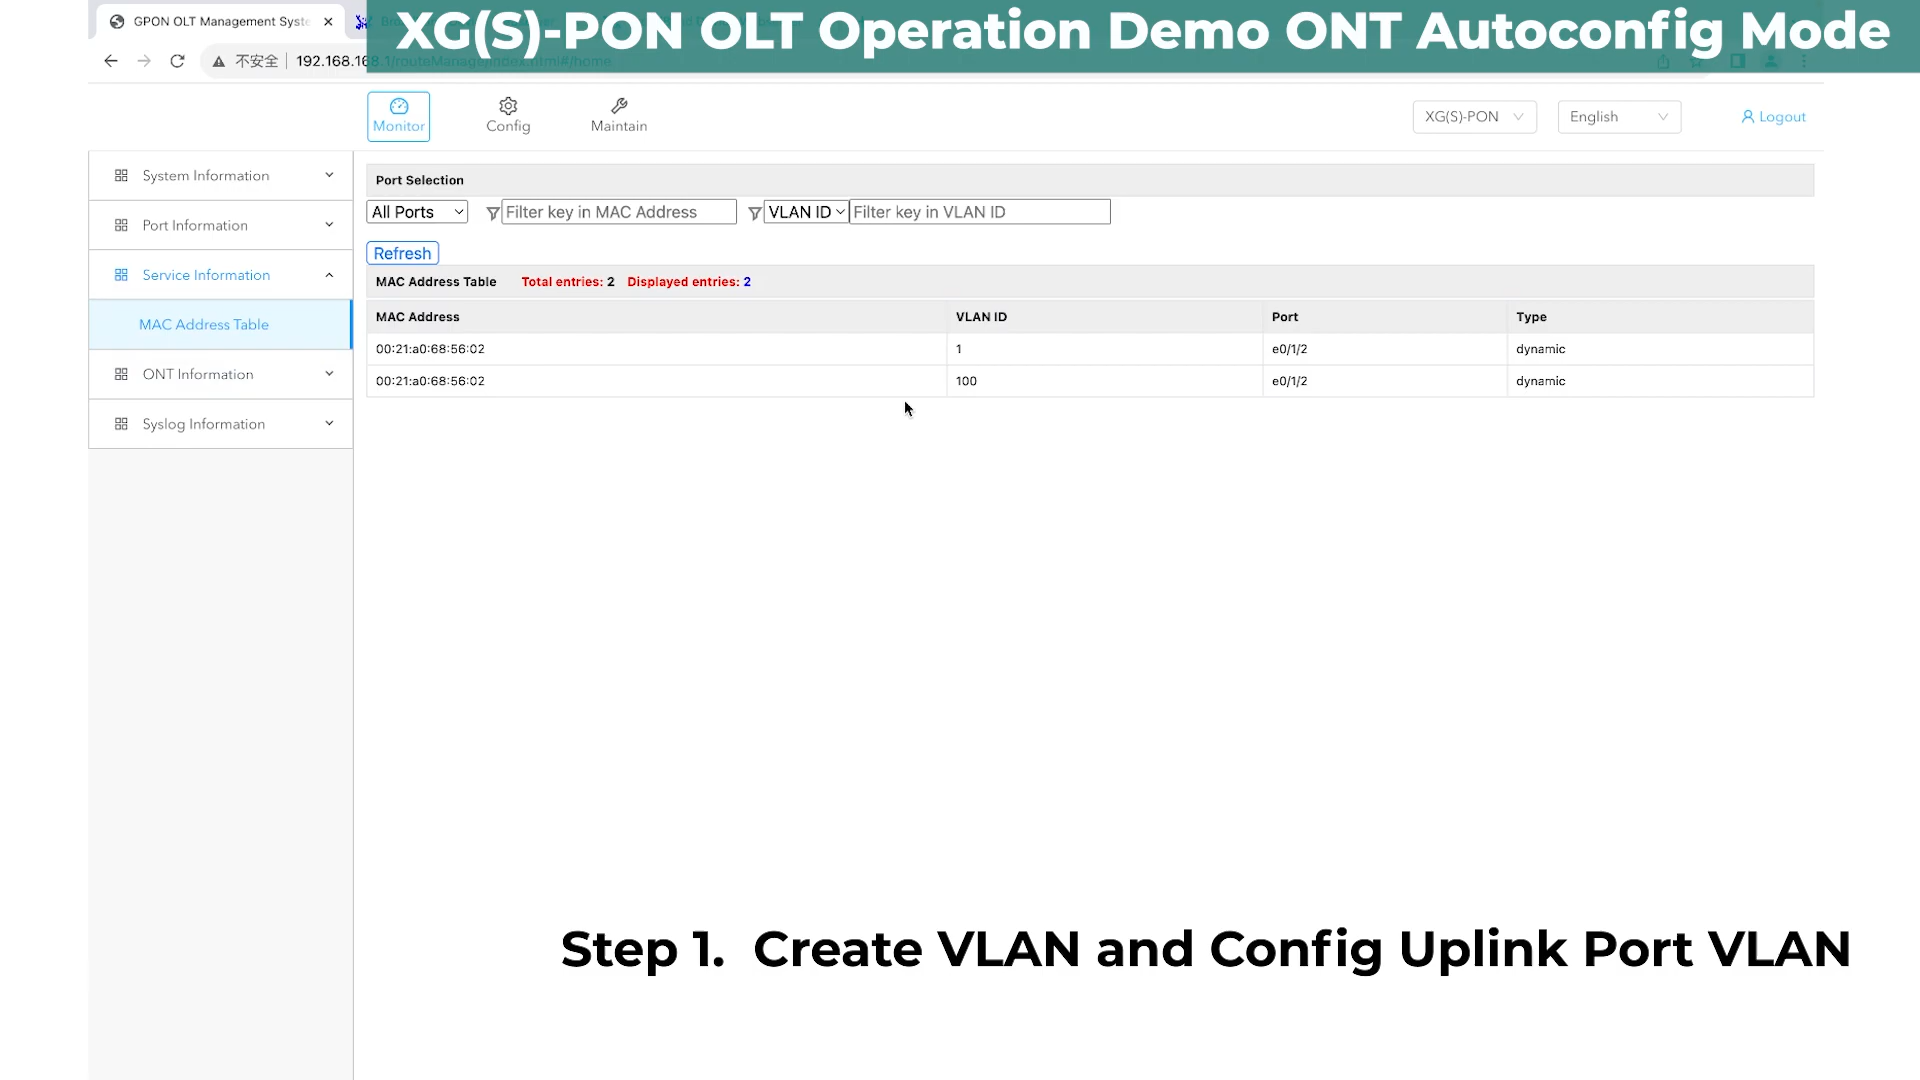 GPON OLT Management Syste
XG(S)-PON OLT Operation Demo ONT Autoconfig Mode
不安全 192.168.168.1/routeManage/index.html#/home
Monitor
Config
Maintain
XG(S)-PON
English
Logout
System Information
Port Information
Service Information
MAC Address Table
ONT Information
Syslog Information
Port Selection
All Ports Filter key in MAC Address VLAN ID Filter key in VLAN ID
Refresh
MAC Address Table Total entries: 2 Displayed entries: 2
MAC Address VLAN ID Port Type
00:21:a0:68:56:02 1 e0/1/2 dynamic
00:21:a0:68:56:02 100 e0/1/2 dynamic
Step 1. Create VLAN and Config Uplink Port VLAN